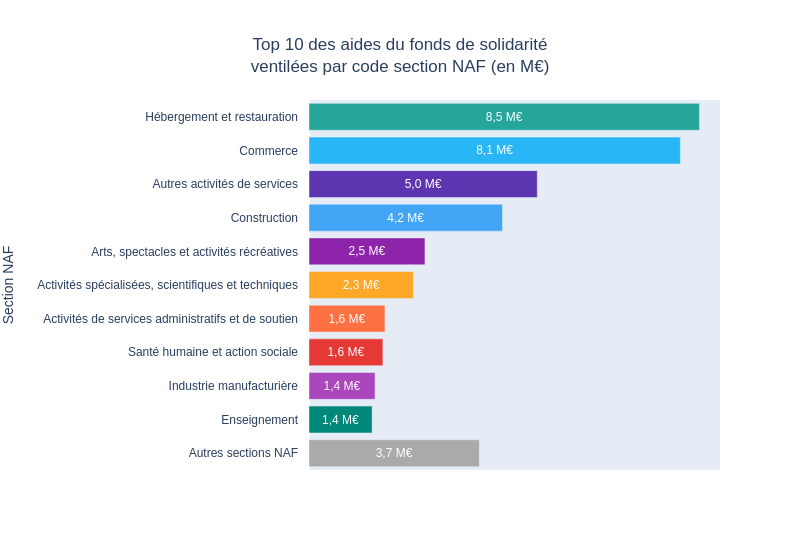 Top 10 des aides du fonds de solidarité
ventilées par code section NAF (en M€)
Section NAF
Hébergement et restauration 8,5 M€
Commerce 8,1 M€
Autres activités de services 5,0 M€
Construction 4,2 M€
Arts, spectacles et activités récréatives 2,5 M€
Activités spécialisées, scientifiques et techniques 2,3 M€
Activités de services administratifs et de soutien 1,6 M€
Santé humaine et action sociale 1,6 M€
Industrie manufacturière 1,4 M€
Enseignement 1,4 M€
Autres sections NAF 3,7 M€